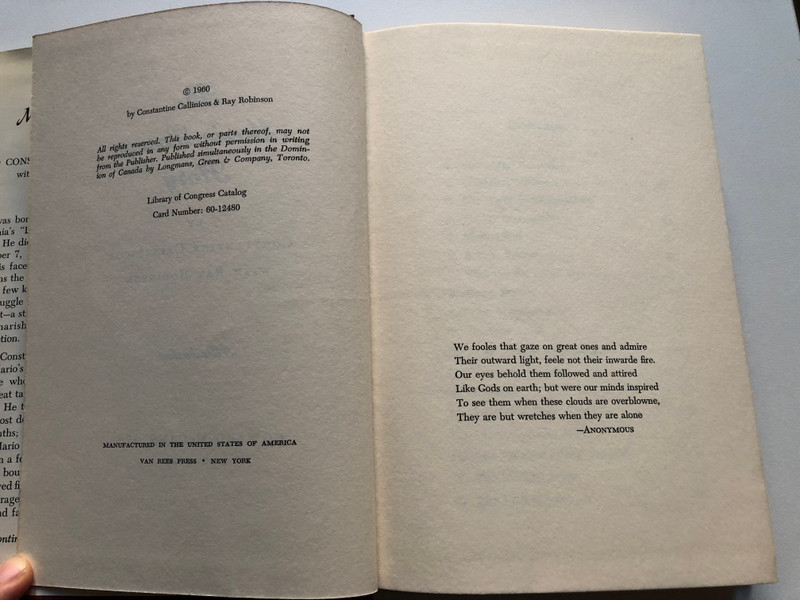 © 1960
by Constantine Callinicos & Ray Robinson
All rights reserved. This book, or parts thereof, may not
be reproduced in any form without permission in writing
from the Publisher. Published simultaneously in the Domin-
ion of Canada by Longmans, Green & Company, Toronto.
Library of Congress Catalog
Card Number: 60-12480
MANUFACTURED IN THE UNITED STATES OF AMERICA
VAN REES PRESS • NEW YORK
We fooles that gaze on great ones and admire
Their outward light, feele not their inwarde fire.
Our eyes behold them followed and attired
Like Gods on earth; but were our minds inspired
To see them when these clouds are overblowne,
They are but wretches when they are alone
—ANONYMOUS